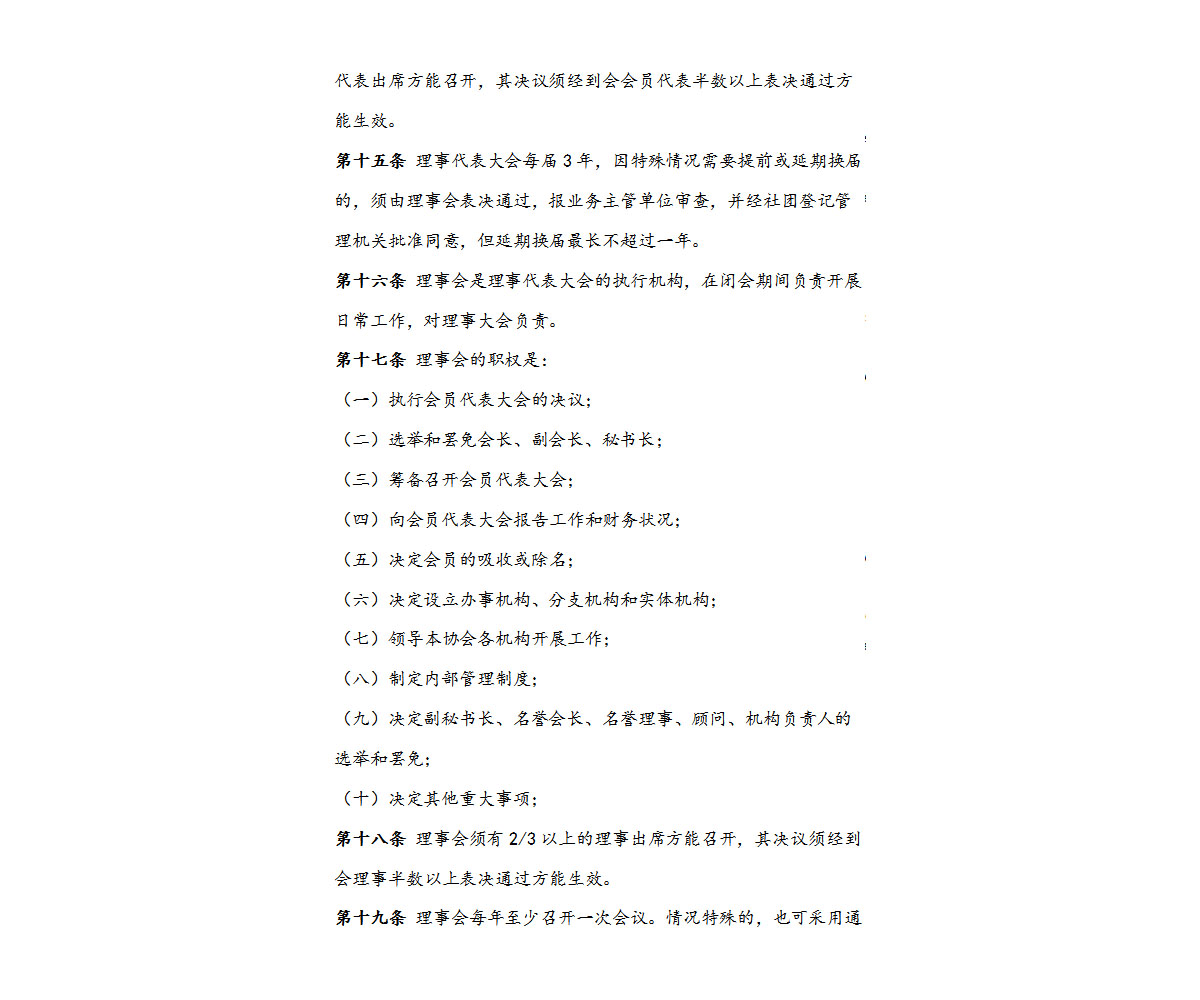 代表出席方能召开，其决议须经到会会员代表半数以上表决通过方
能生效。
第十五条 理事代表大会每届 3 年，因特殊情况需要提前或延期换届
的，须由理事会表决通过，报业务主管单位审查，并经社团登记管
理机关批准同意，但延期换届最长不超过一年。
第十六条 理事会是理事代表大会的执行机构，在闭会期间负责开展
日常工作，对理事大会负责。
第十七条 理事会的职权是：
（一）执行会员代表大会的决议；
（二）选举和罢免会长、副会长、秘书长；
（三）筹备召开会员代表大会；
（四）向会员代表大会报告工作和财务状况；
（五）决定会员的吸收或除名；
（六）决定设立办事机构、分支机构和实体机构；
（七）领导本协会各机构开展工作；
（八）制定内部管理制度；
（九）决定副秘书长、名誉会长、名誉理事、顾问、机构负责人的
选举和罢免；
（十）决定其他重大事项；
第十八条 理事会须有 2/3 以上的理事出席方能召开，其决议须经到
会理事半数以上表决通过方能生效。
第十九条 理事会每年至少召开一次会议。情况特殊的，也可采用通